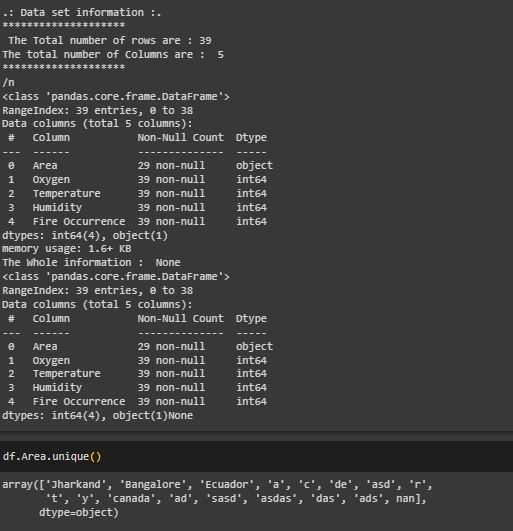 .: Data set information :.
********************
The Total number of rows are : 39
The total number of Columns are :  5
********************
/n
<class 'pandas.core.frame.DataFrame'>
RangeIndex: 39 entries, 0 to 38
Data columns (total 5 columns):
 #   Column           Non-Null Count  Dtype
---  ------           --------------  -----
 0   Area             29 non-null     object
 1   Oxygen           39 non-null     int64
 2   Temperature      39 non-null     int64
 3   Humidity         39 non-null     int64
 4   Fire Occurrence  39 non-null     int64
dtypes: int64(4), object(1)
memory usage: 1.6+ KB
The Whole information :  None
<class 'pandas.core.frame.DataFrame'>
RangeIndex: 39 entries, 0 to 38
Data columns (total 5 columns):
 #   Column           Non-Null Count  Dtype
---  ------           --------------  -----
 0   Area             29 non-null     object
 1   Oxygen           39 non-null     int64
 2   Temperature      39 non-null     int64
 3   Humidity         39 non-null     int64
 4   Fire Occurrence  39 non-null     int64
dtypes: int64(4), object(1)None
df.Area.unique()
array(['Jharkand', 'Bangalore', 'Ecuador', 'a', 'c', 'de', 'asd', 'r',
       't', 'y', 'canada', 'ad', 'sasd', 'asdas', 'das', 'ads', nan],
      dtype=object)